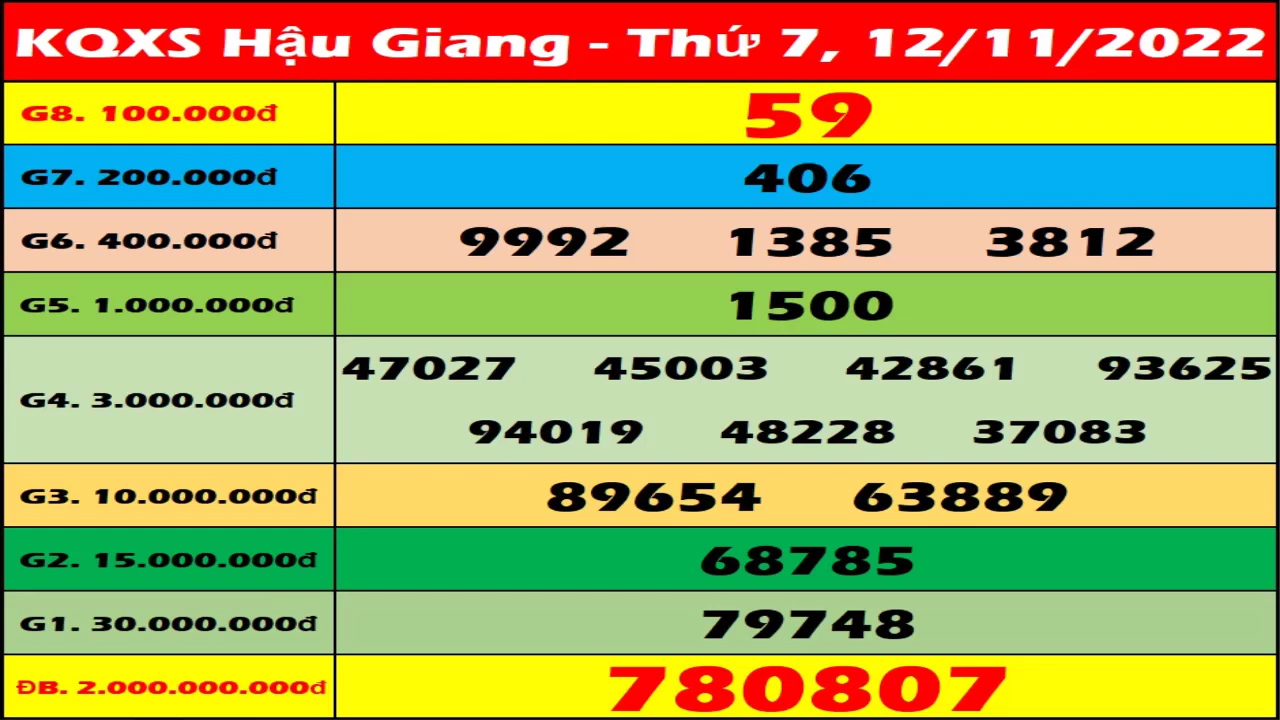 KQXS Hậu Giang - Thứ 7, 12/11/2022
G8. 100.000đ 59
G7. 200.000đ 406
G6. 400.000đ 9992 1385 3812
G5. 1.000.000đ 1500
47027 45003 42861 93625
G4. 3.000.000đ
94019 48228 37083
G3. 10.000.000đ 89654 63889
G2. 15.000.000đ 68785
G1. 30.000.000đ 79748
ĐB. 2.000.000.000đ 780807